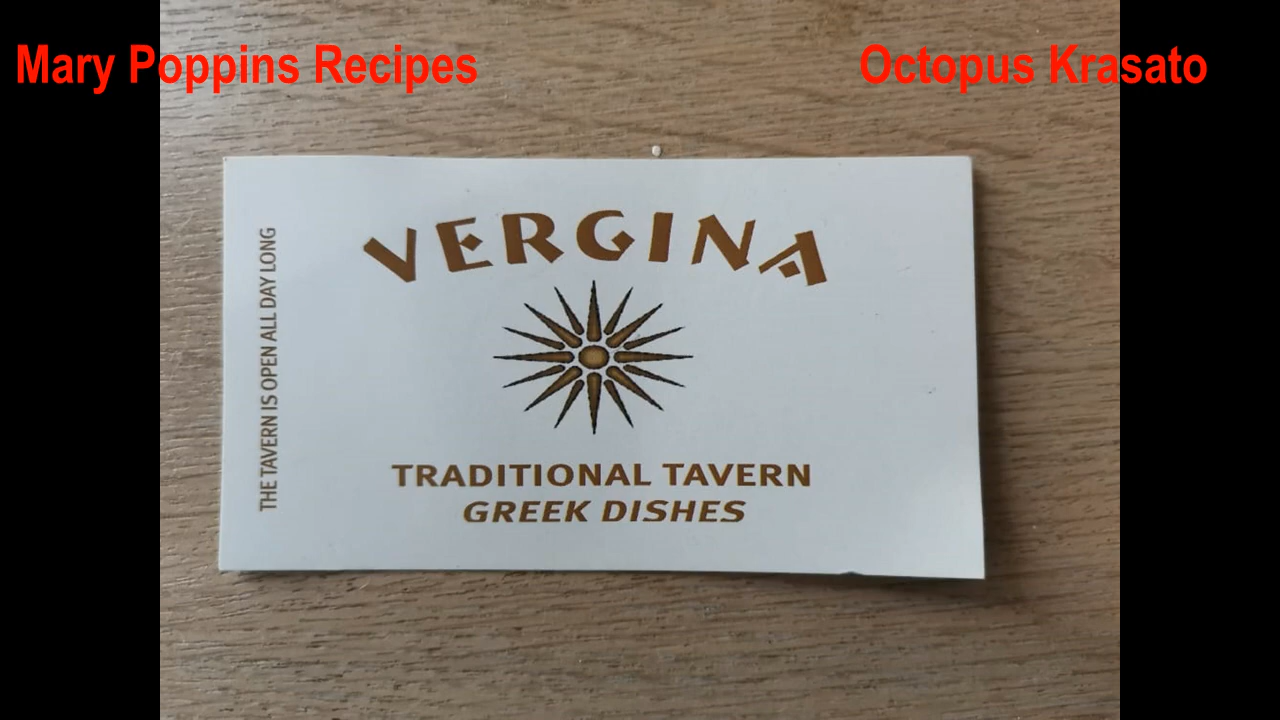 Mary Poppins Recipes
Octopus Krasato
VERGINA
THE TAVERN IS OPEN ALL DAY LONG
TRADITIONAL TAVERN
GREEK DISHES